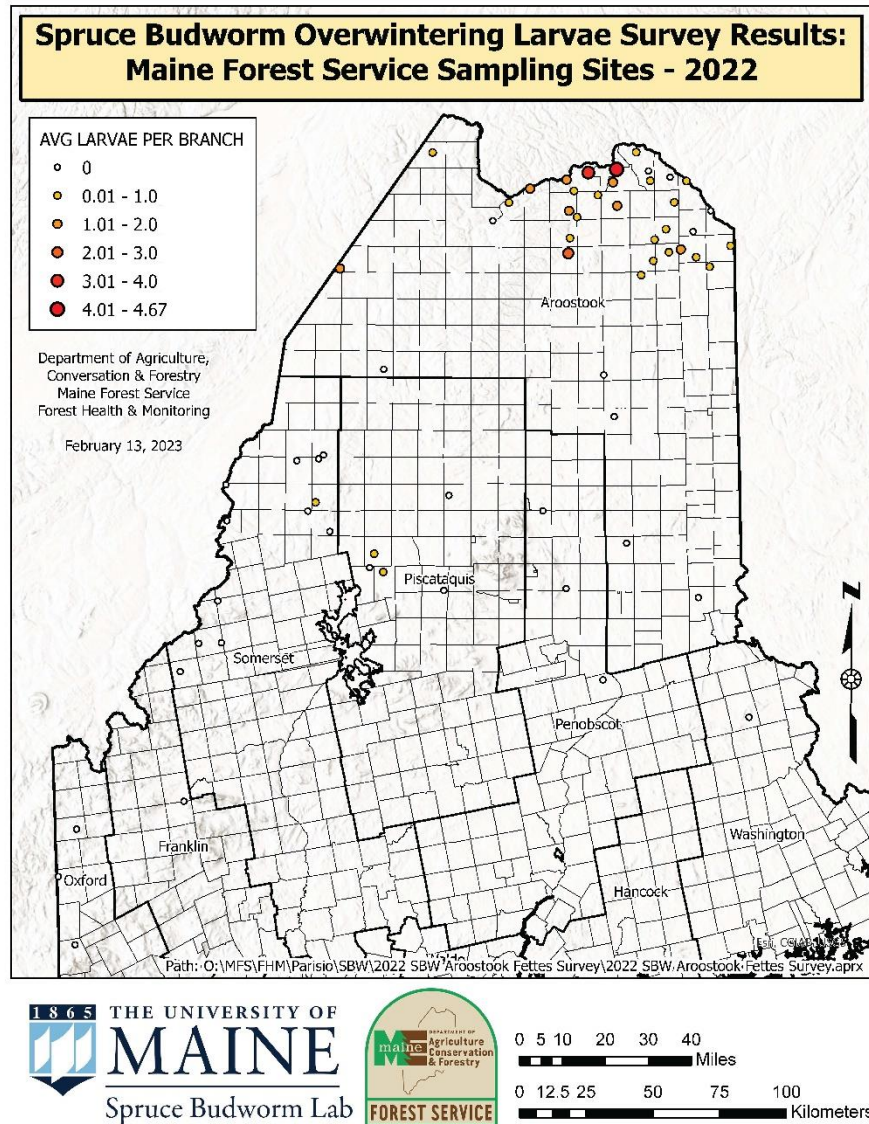 Spruce Budworm Overwintering Larvae Survey Results:
Maine Forest Service Sampling Sites - 2022
AVG LARVAE PER BRANCH
0
0.01 - 1.0
1.01 - 2.0
2.01 - 3.0
3.01 - 4.0
4.01 - 4.67
Department of Agriculture,
Conversation & Forestry
Maine Forest Service
Forest Health & Monitoring
February 13, 2023
Aroostook
Piscataquis
Somerset
Penobscot
Washington
Franklin
Oxford
Hancock
N
Esri,
Path: O:\MFS\FHM\Parisio\SBW\2022 SBW Aroostook Fettes Survey\2022 SBW Aroostook Fettes Survey.aprx
1865
THE UNIVERSITY OF
MAINE
Spruce Budworm Lab
maine
DEPARTMENT OF
Agriculture
Conservation
& Forestry
FOREST SERVICE
0 5 10 20 30 40
Miles
0 12.5 25 50 75 100
Kilometers